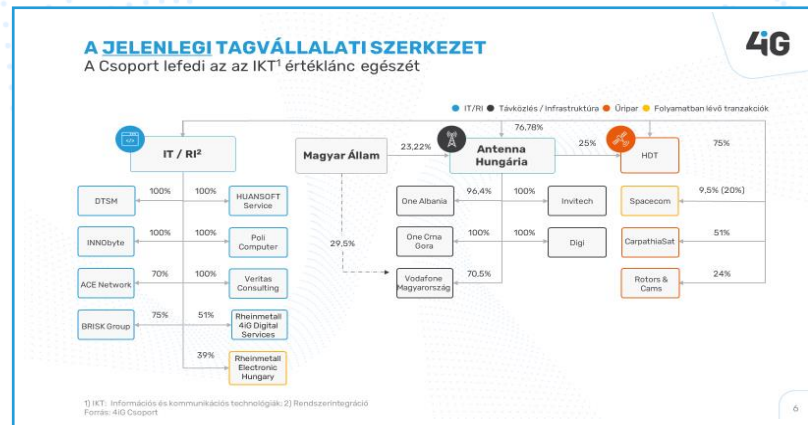 A JELENLEGI TAGVÁLLALATI SZERKEZET
4iG
A Csoport lefedi az az IKT¹ értéklánc egészét
IT/RI Távközlés / Infrastruktúra Űripar Folyamatban lévő tranzakciók
76,78%
IT / RI²
Magyar Állam
23,22%
Antenna Hungária
25%
HDT
75%
DTSM
100%
100%
HUANSOFT Service
29,5%
One Albania
96,4%
100%
Invitech
Spacecom
9,5% (20%)
INNObyte
100%
100%
Poli Computer
One Crna Gora
100%
100%
Digi
CarpathiaSat
51%
ACE Network
70%
100%
Veritas Consulting
Vodafone Magyarország
70,5%
Rotors & Cams
24%
BRISK Group
75%
51%
Rheinmetall 4iG Digital Services
39%
Rheinmetall Electronic Hungary
1) IKT: Információs és kommunikációs technológiák; 2) Rendszerintegráció
Forrás: 4iG Csoport
6